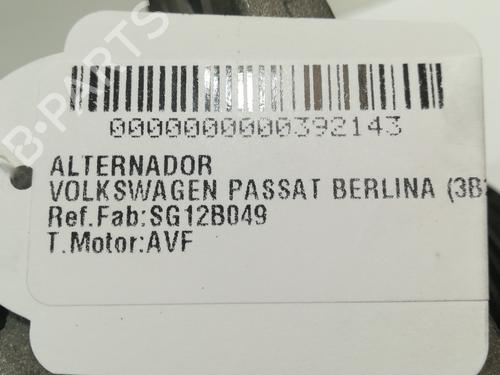 B-PARTS
0000000000392143
ALTERNADOR
VOLKSWAGEN PASSAT BERLINA (3B
Ref.Fab:SG12B049
T.Motor:AVF